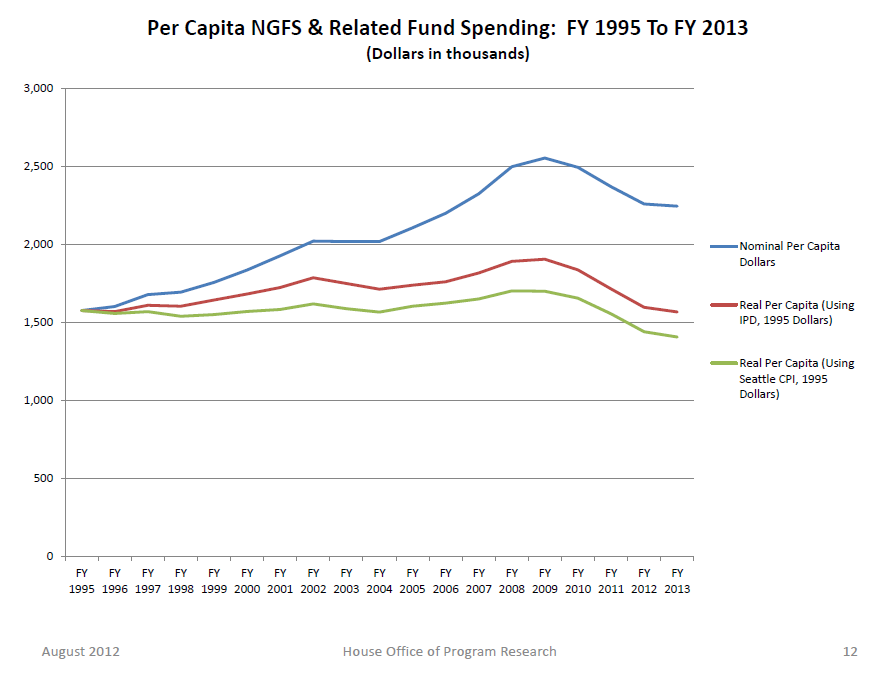 Per Capita NGFS & Related Fund Spending:  FY 1995 To FY 2013
(Dollars in thousands)
3,000
2,500
2,000
1,500
1,000
500
0
FY FY FY FY FY FY FY FY FY FY FY FY FY FY FY FY FY FY FY
1995 1996 1997 1998 1999 2000 2001 2002 2003 2004 2005 2006 2007 2008 2009 2010 2011 2012 2013
Nominal Per Capita
Dollars
Real Per Capita (Using
IPD, 1995 Dollars)
Real Per Capita (Using
Seattle CPI, 1995
Dollars)
August 2012 House Office of Program Research 12